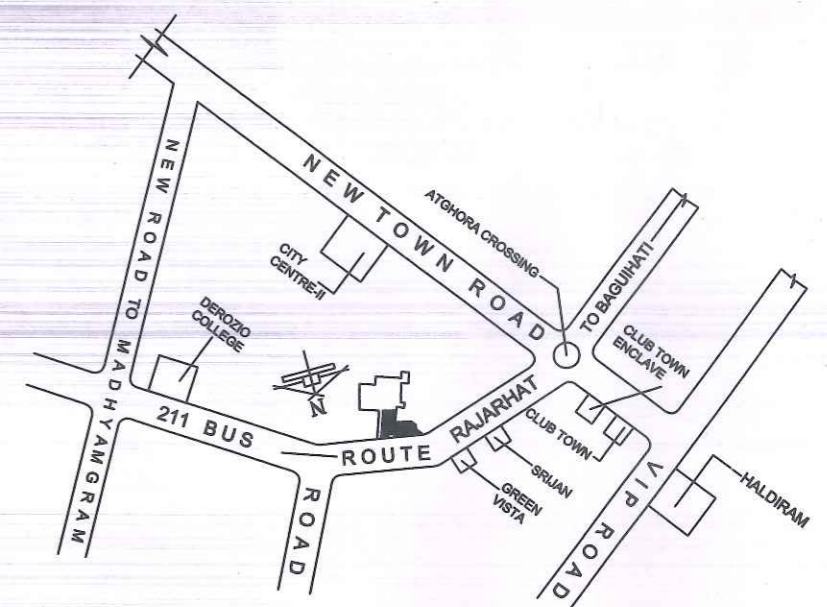 NEW TOWN ROAD
NEW ROAD TO MADHYAMGRAM
ATGHORA CROSSING
TO BAGUIHATI
CITY
CENTRE-II
DEROZIO
COLLEGE
CLUB TOWN
ENCLAVE
N
211 BUS
ROUTE
RAJARHAT
CLUB TOWN
SRIJAN
GREEN
VISTA
ROAD
VIP ROAD
HALDIRAM